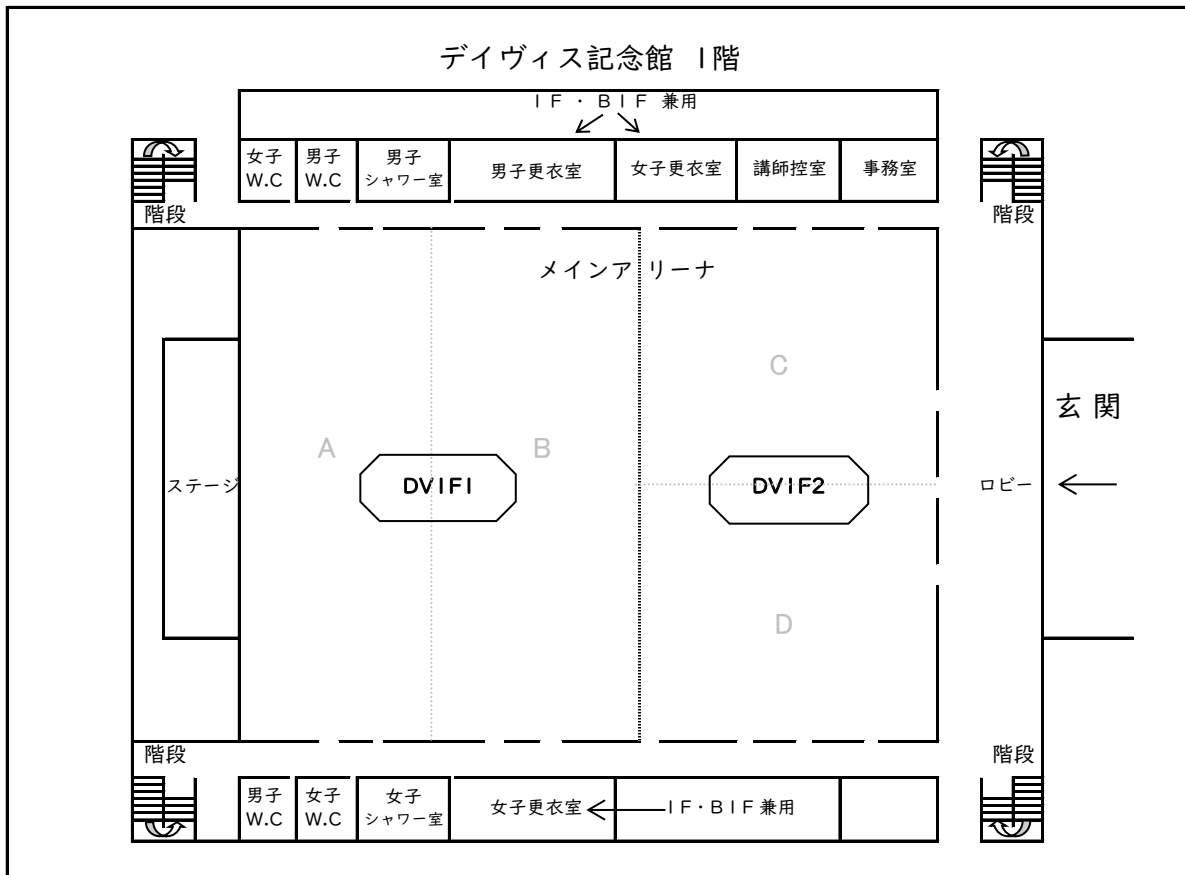 デイヴィス記念館 1階
1F・B1F 兼用
女子
W.C
男子
W.C
男子
シャワー室
男子更衣室
女子更衣室
講師控室
事務室
階段
階段
メインアリーナ
C
玄関
A
B
ステージ
DV1F1
DV1F2
ロビー
D
階段
階段
男子
W.C
女子
W.C
女子
シャワー室
女子更衣室
1F・B1F 兼用